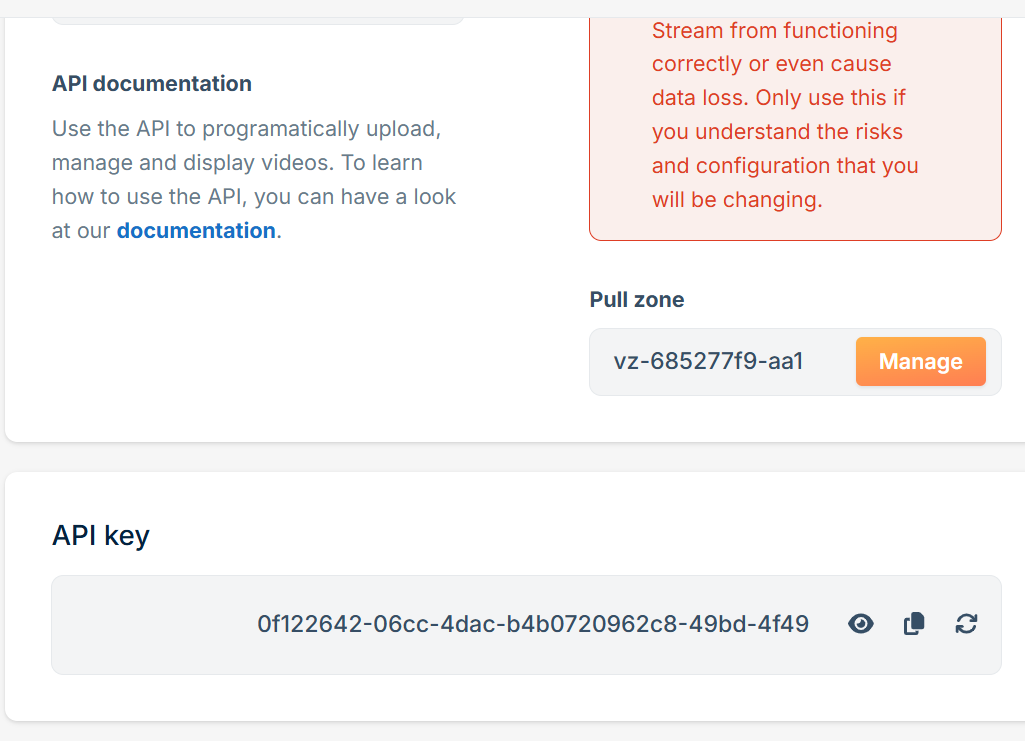 Stream from functioning
correctly or even cause
data loss. Only use this if
you understand the risks
and configuration that you
will be changing.
API documentation
Use the API to programatically upload,
manage and display videos. To learn
how to use the API, you can have a look
at our documentation.
Pull zone
vz-685277f9-aa1
Manage
API key
0f122642-06cc-4dac-b4b0720962c8-49bd-4f49